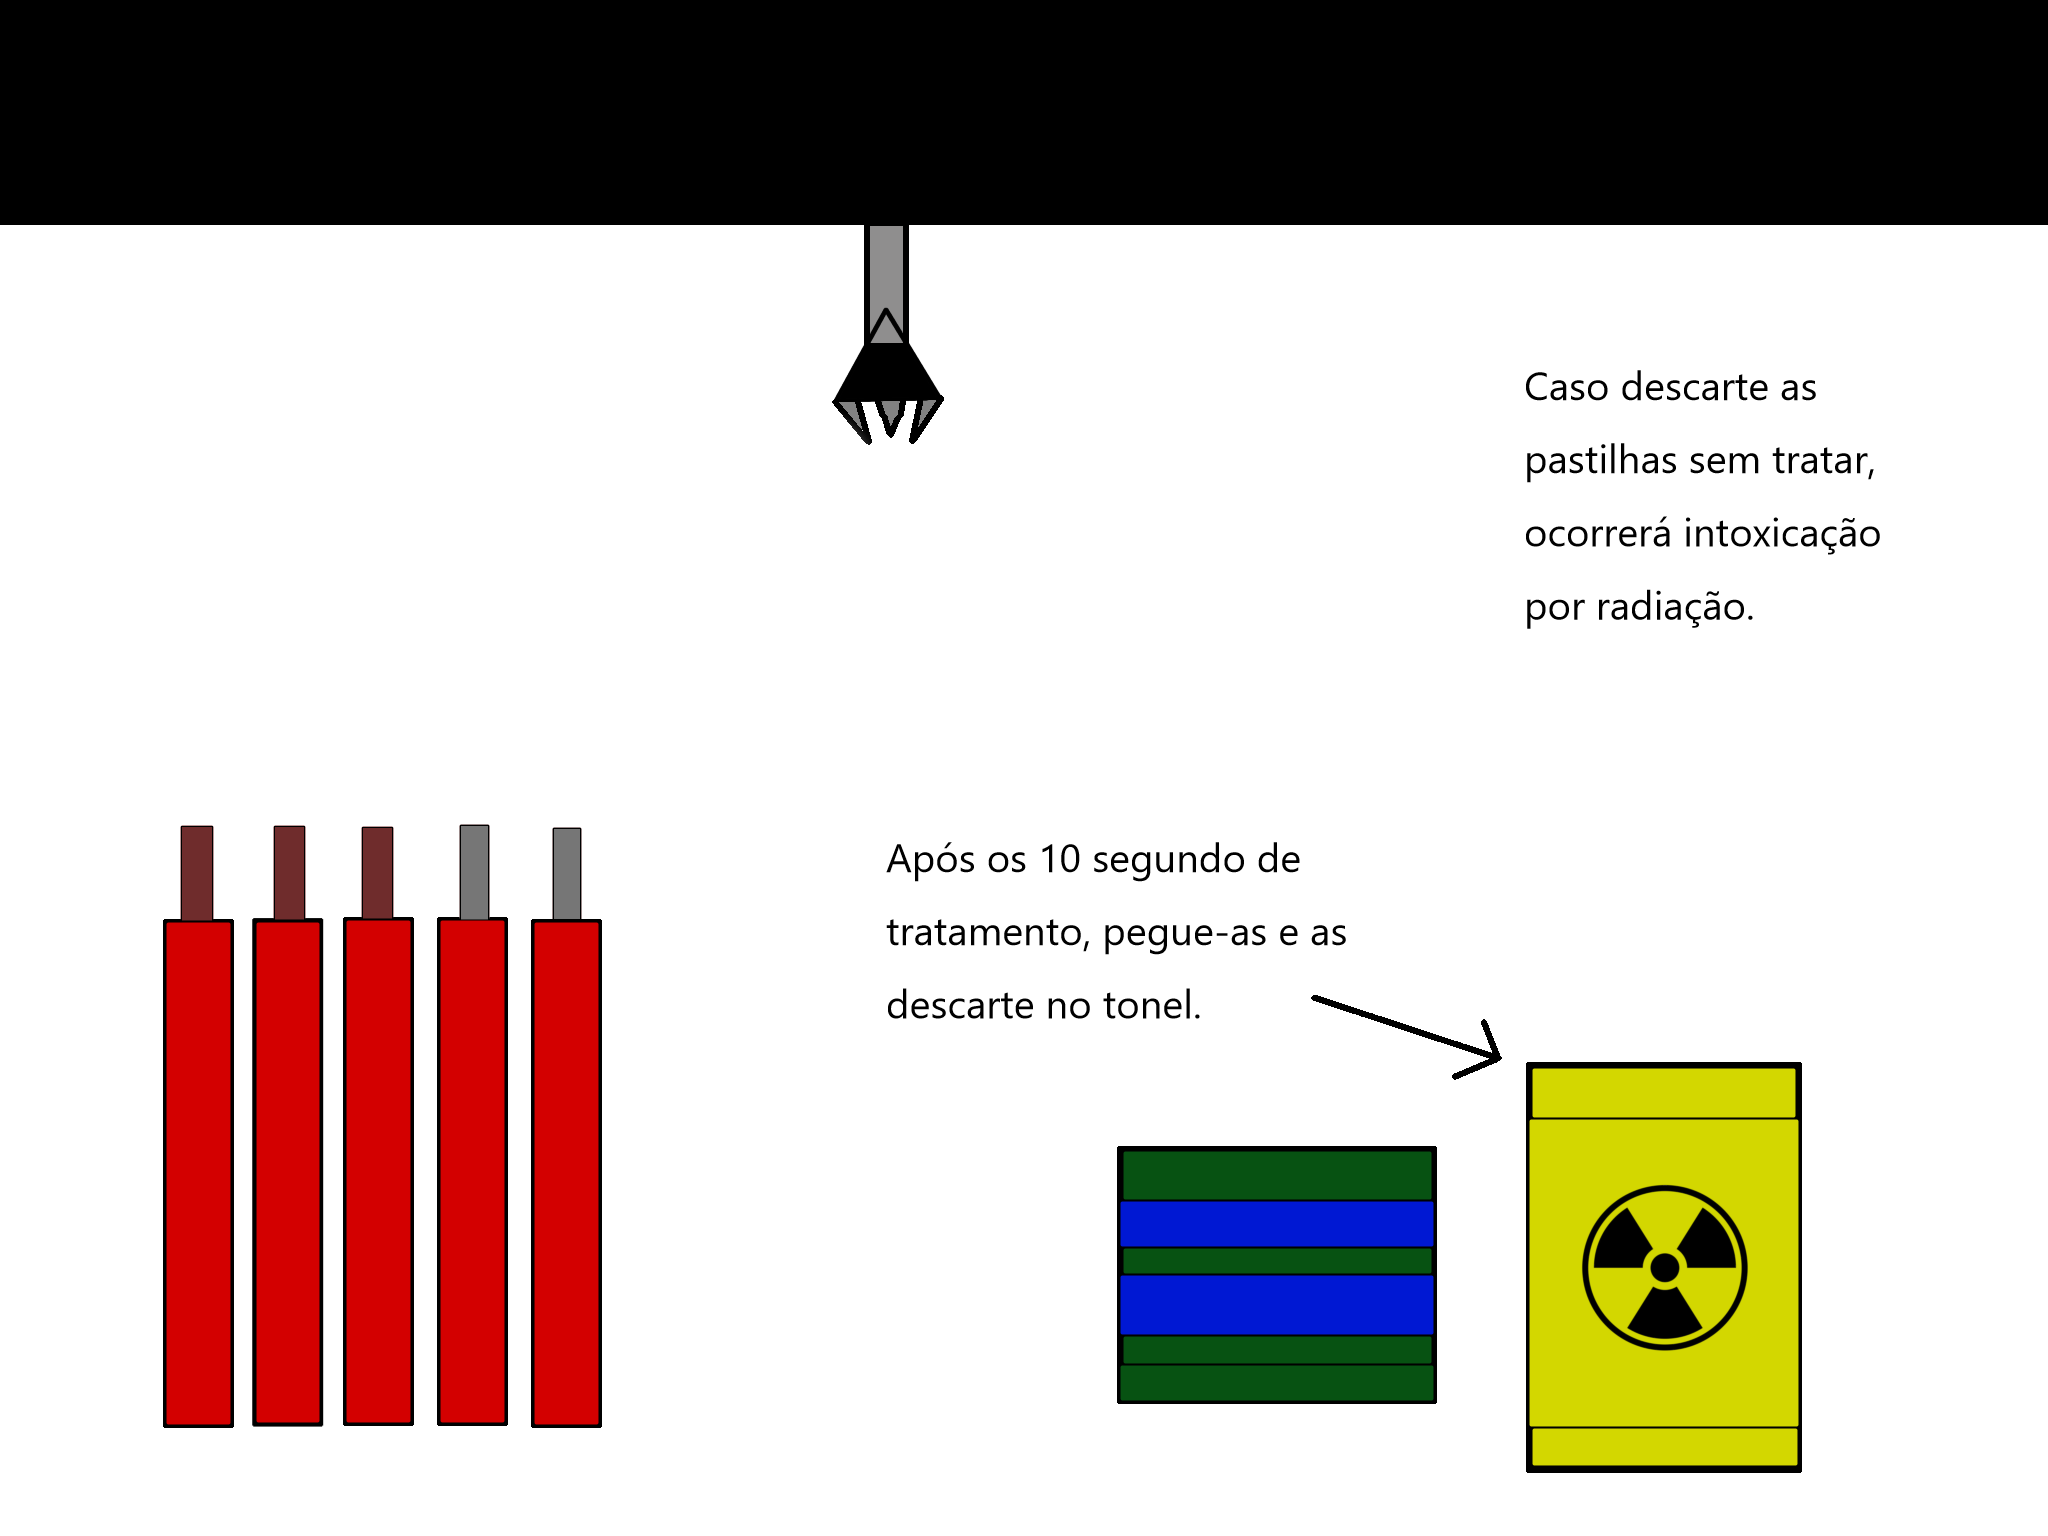 Caso descarte as
pastilhas sem tratar,
ocorrerá intoxicação
por radiação.
Após os 10 segundo de
tratamento, pegue-as e as
descarte no tonel.